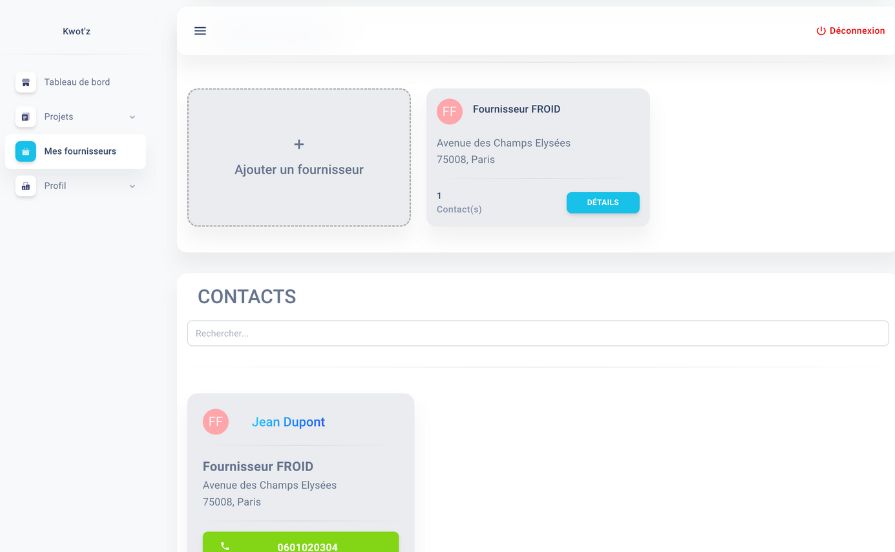 Kwot'z
Déconnexion
Tableau de bord
Projets
Mes fournisseurs
Profil
+
Ajouter un fournisseur
FF
Fournisseur FROID
Avenue des Champs Elysées
75008, Paris
1
Contact(s)
DÉTAILS
CONTACTS
Rechercher...
FF
Jean Dupont
Fournisseur FROID
Avenue des Champs Elysées
75008, Paris
0601020304